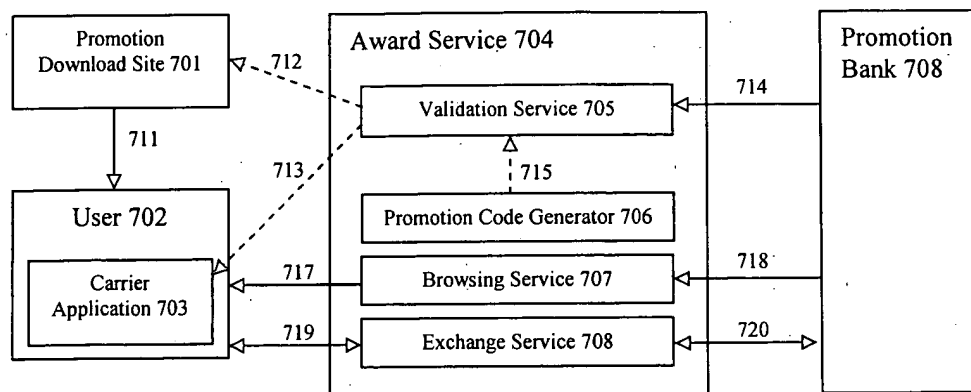 Promotion
Download Site 701
712
Award Service 704
Promotion
Bank 708
Validation Service 705
714
711
713
715
User 702
Promotion Code Generator 706
Carrier
Application 703
717
Browsing Service 707
718
719
Exchange Service 708
720